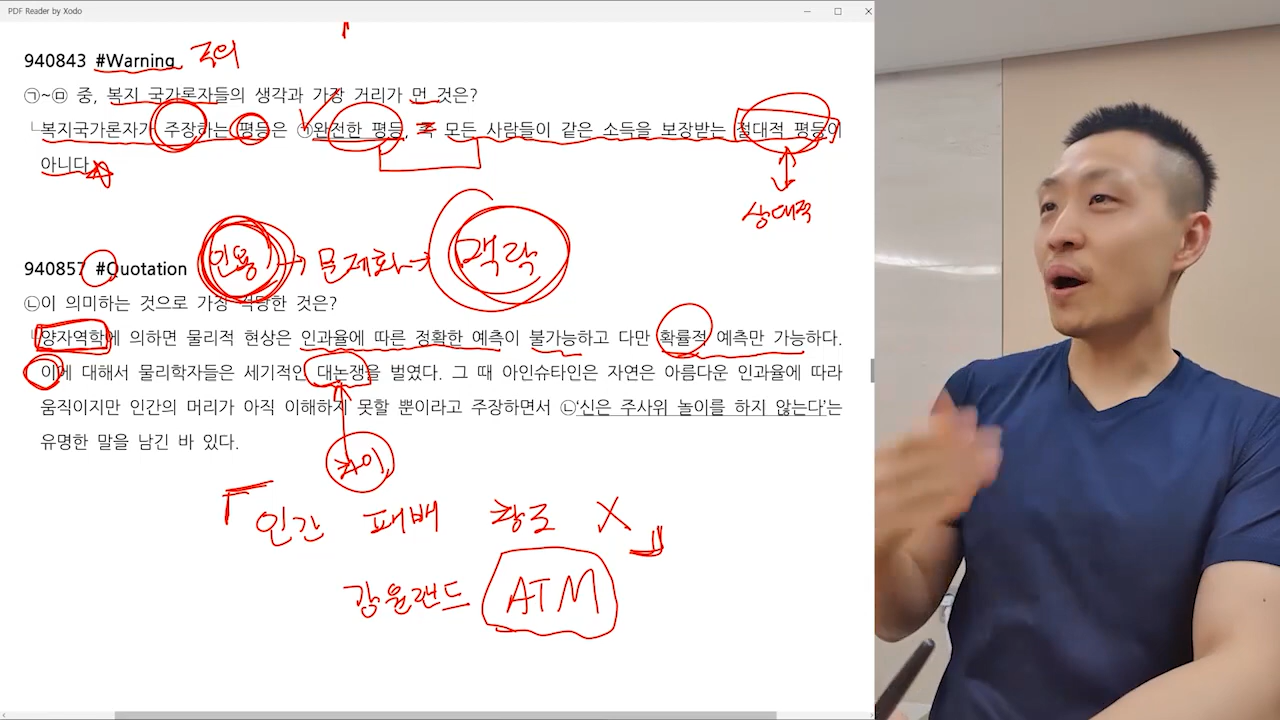 PDF Reader by Xodo
940843 #Warning 주의
㉠~㉤ 중, 복지 국가론자들의 생각과 가장 거리가 먼 것은?
└복지국가론자가 주장하는 평등은 ㉠완전한 평등, 즉 모든 사람들이 같은 소득을 보장받는 절대적 평등이
아니다.
상대적
940857 #Quotation 인용 → 문제화 → 맥락
㉡이 의미하는 것으로 가장 적당한 것은?
└양자역학에 의하면 물리적 현상은 인과율에 따른 정확한 예측이 불가능하고 다만 확률적 예측만 가능하다.
이에 대해서 물리학자들은 세기적인 대논쟁을 벌였다. 그 때 아인슈타인은 자연은 아름다운 인과율에 따라
움직이지만 인간의 머리가 아직 이해하지 못할 뿐이라고 주장하면서 ㉡‘신은 주사위 놀이를 하지 않는다’는
유명한 말을 남긴 바 있다.
차이
「인간 패배 창조 X」
강원랜드 ATM